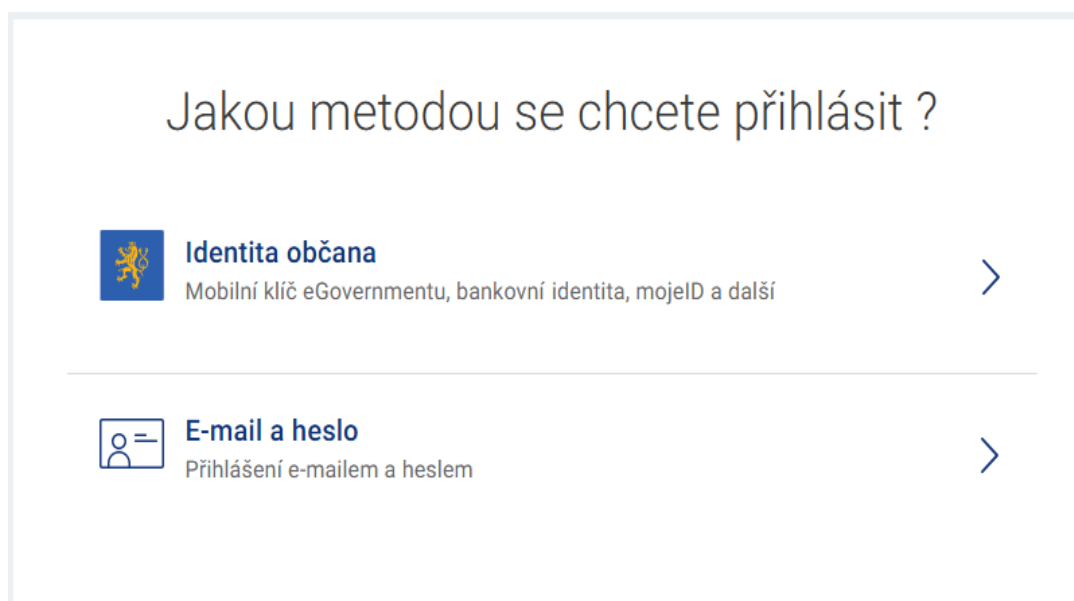 Jakou metodou se chcete přihlásit ?
Identita občana
Mobilní klíč eGovernmentu, bankovní identita, mojeID a další
E-mail a heslo
Přihlášení e-mailem a heslem